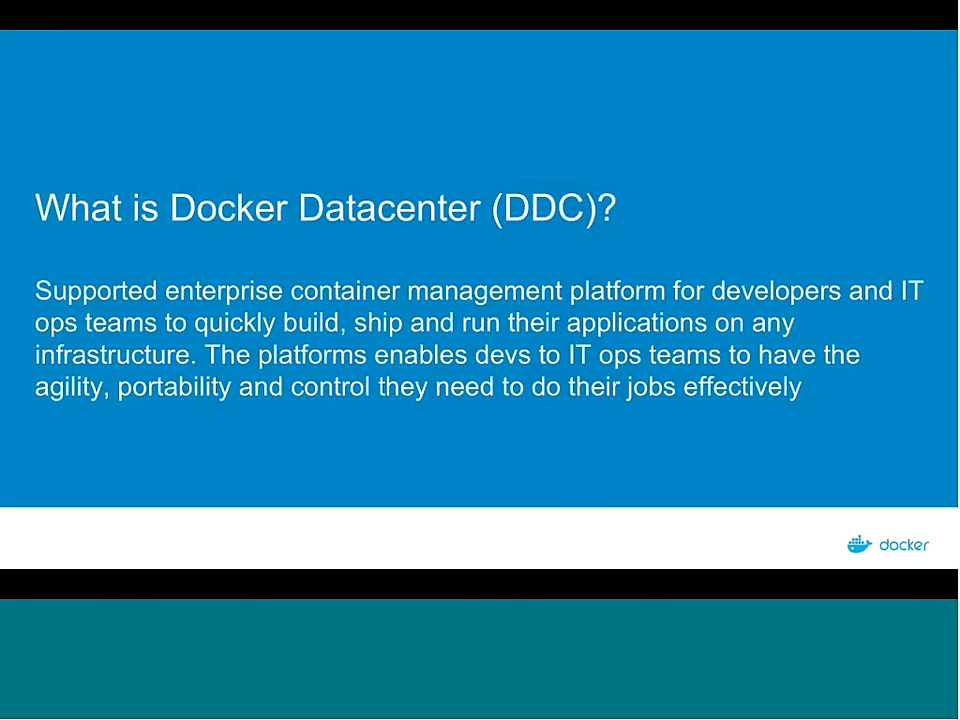 What is Docker Datacenter (DDC)?
Supported enterprise container management platform for developers and IT
ops teams to quickly build, ship and run their applications on any
infrastructure. The platforms enables devs to IT ops teams to have the
agility, portability and control they need to do their jobs effectively
docker